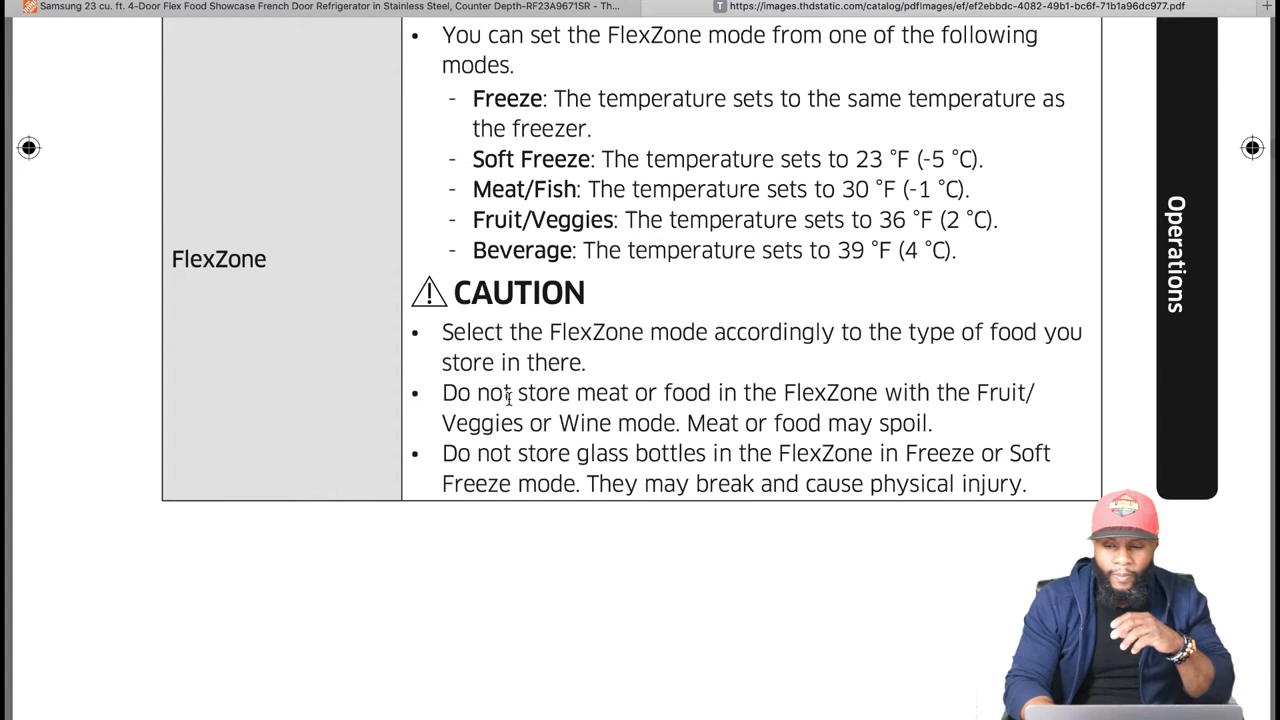 Samsung 23 cu. ft. 4-Door Flex Food Showcase French Door Refrigerator in Stainless Steel, Counter Depth-RF23A9671SR - Th...
T https://images.thdstatic.com/catalog/pdfImages/ef/ef2ebbdc-4082-49b1-bc6f-71b1a96dc977.pdf
FlexZone
• You can set the FlexZone mode from one of the following
modes.
- Freeze: The temperature sets to the same temperature as
the freezer.
- Soft Freeze: The temperature sets to 23 °F (-5 °C).
- Meat/Fish: The temperature sets to 30 °F (-1 °C).
- Fruit/Veggies: The temperature sets to 36 °F (2 °C).
- Beverage: The temperature sets to 39 °F (4 °C).
CAUTION
• Select the FlexZone mode accordingly to the type of food you
store in there.
• Do not store meat or food in the FlexZone with the Fruit/
Veggies or Wine mode. Meat or food may spoil.
• Do not store glass bottles in the FlexZone in Freeze or Soft
Freeze mode. They may break and cause physical injury.
Operations